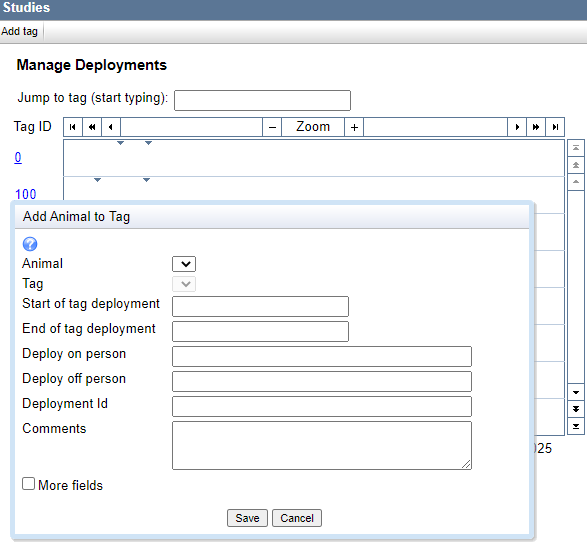 Studies
Add tag
Manage Deployments
Jump to tag (start typing):
Tag ID
− Zoom +
0
100
Add Animal to Tag
?
Animal
Tag
Start of tag deployment
End of tag deployment
Deploy on person
Deploy off person
Deployment Id
Comments
025
More fields
Save Cancel